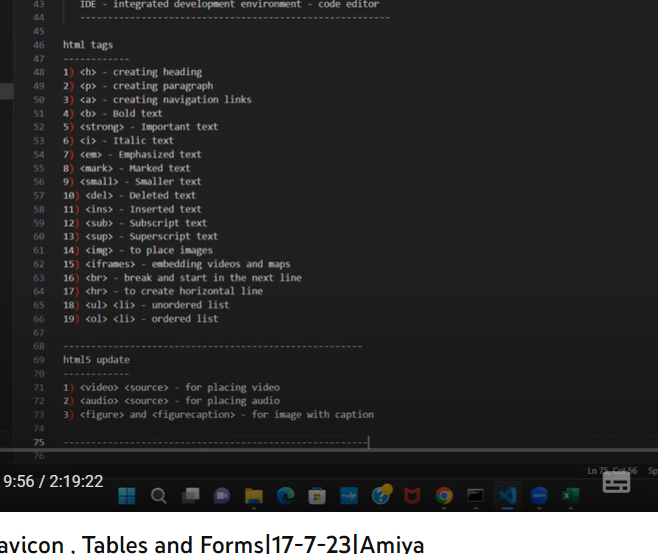 43 IDE - integrated development environment - code editor
44 --------------------------------------------------------
45
46 html tags
47 ------------
48 1) <h> - creating heading
49 2) <p> - creating paragraph
50 3) <a> - creating navigation links
51 4) <b> - Bold text
52 5) <strong> - Important text
53 6) <i> - Italic text
54 7) <em> - Emphasized text
55 8) <mark> - Marked text
56 9) <small> - Smaller text
57 10) <del> - Deleted text
58 11) <ins> - Inserted text
59 12) <sub> - Subscript text
60 13) <sup> - Superscript text
61 14) <img> - to place images
62 15) <iframes> - embedding videos and maps
63 16) <br> - break and start in the next line
64 17) <hr> - to create horizontal line
65 18) <ul> <li> - unordered list
66 19) <ol> <li> - ordered list
67
68 ------------------------------------------------------
69 html5 update
70 ------------
71 1) <video> <source> - for placing video
72 2) <audio> <source> - for placing audio
73 3) <figure> and <figurecaption> - for image with caption
74
75 -------------------------------------------------------
76
Ln 75, Col 56 Sp
9:56 / 2:19:22
avicon , Tables and Forms|17-7-23|Amiya